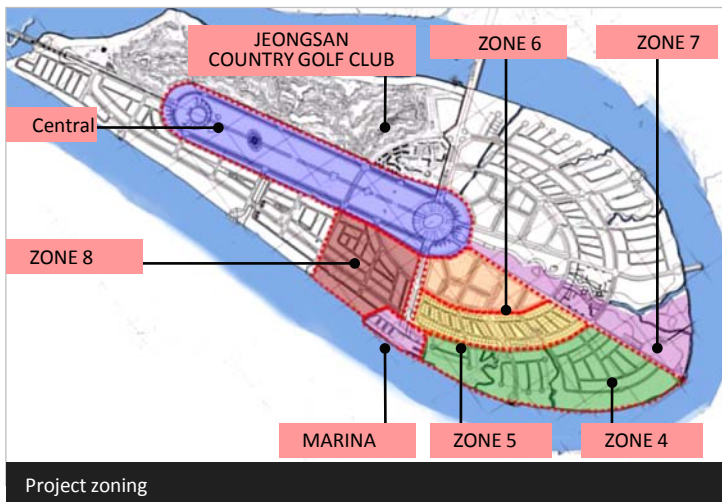 JEONGSAN
COUNTRY GOLF CLUB
ZONE 6
ZONE 7
Central
ZONE 8
MARINA
ZONE 5
ZONE 4
Project zoning